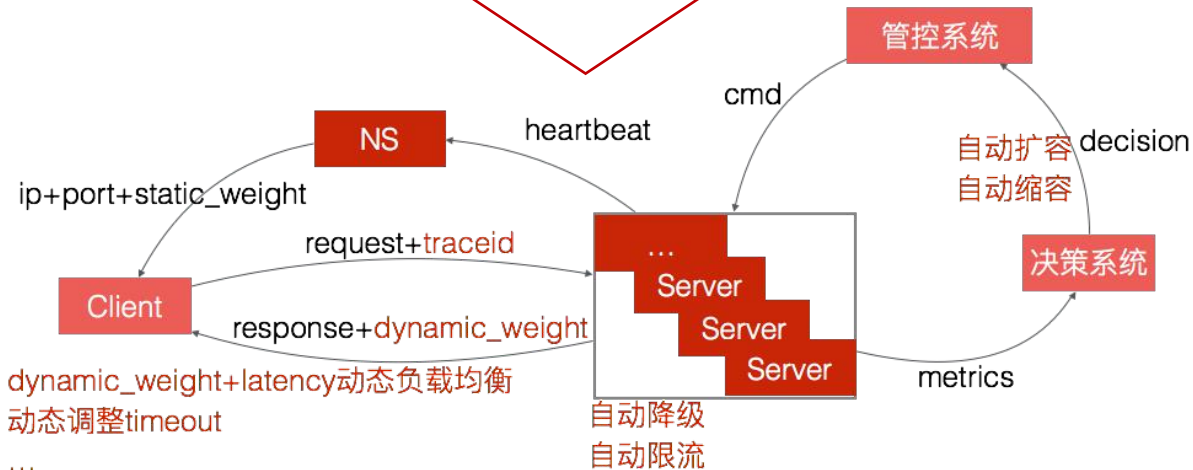 管控系统
cmd
NS
heartbeat
自动扩容
decision
自动缩容
ip+port+static_weight
request+traceid
...
决策系统
Client
Server
response+dynamic_weight
Server
Server
metrics
dynamic_weight+latency动态负载均衡
动态调整timeout
...
自动降级
自动限流